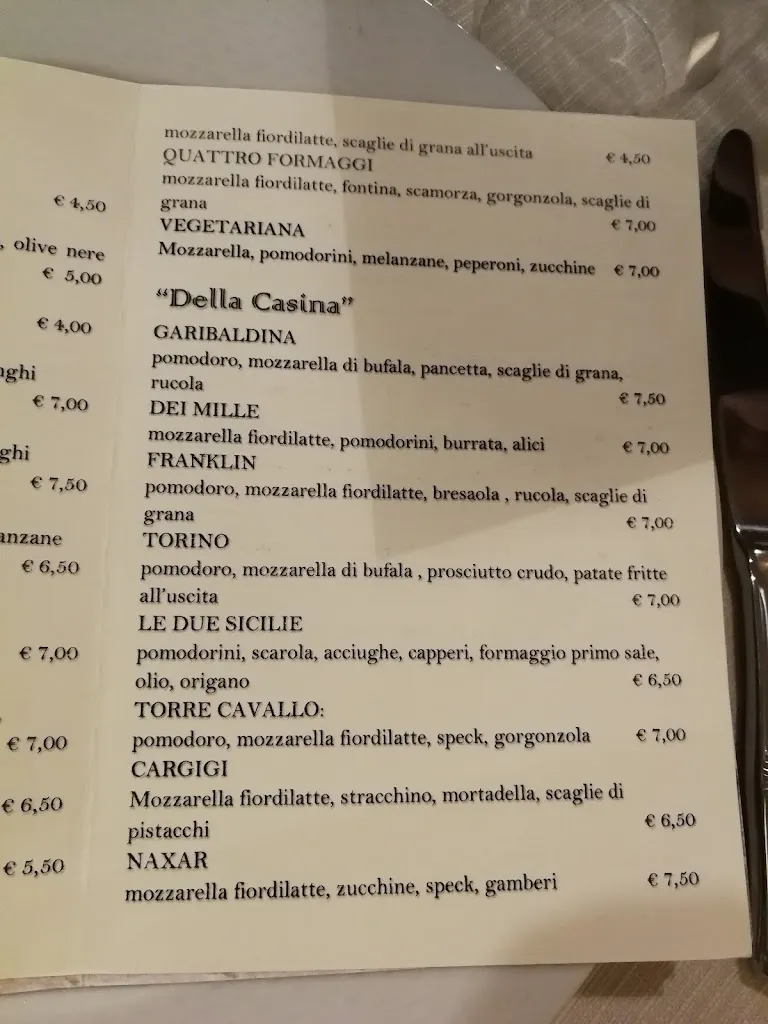 € 4,50
, olive nere
€ 5,00
€ 4,00
nghi
€ 7,00
ghi
€ 7,50
anzane
€ 6,50
€ 7,00
€ 7,00
€ 6,50
€ 5,50
mozzarella fiordilatte, scaglie di grana all'uscita € 4,50
QUATTRO FORMAGGI
mozzarella fiordilatte, fontina, scamorza, gorgonzola, scaglie di
grana € 7,00
VEGETARIANA
Mozzarella, pomodorini, melanzane, peperoni, zucchine € 7,00
"Della Casina"
GARIBALDINA
pomodoro, mozzarella di bufala, pancetta, scaglie di grana,
rucola € 7,50
DEI MILLE
mozzarella fiordilatte, pomodorini, burrata, alici € 7,00
FRANKLIN
pomodoro, mozzarella fiordilatte, bresaola , rucola, scaglie di
grana € 7,00
TORINO
pomodoro, mozzarella di bufala , prosciutto crudo, patate fritte
all'uscita € 7,00
LE DUE SICILIE
pomodorini, scarola, acciughe, capperi, formaggio primo sale,
olio, origano € 6,50
TORRE CAVALLO:
pomodoro, mozzarella fiordilatte, speck, gorgonzola € 7,00
CARGIGI
Mozzarella fiordilatte, stracchino, mortadella, scaglie di
pistacchi € 6,50
NAXAR
mozzarella fiordilatte, zucchine, speck, gamberi € 7,50